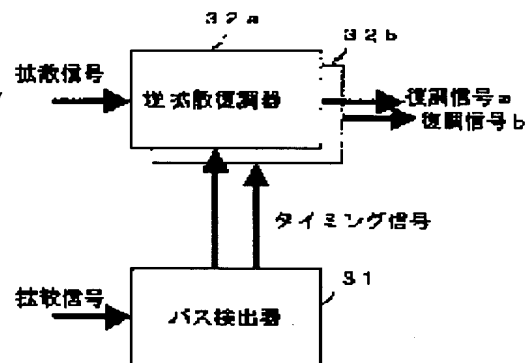 32a
32b
拡散信号
逆拡散復調器
復調信号a
復調信号b
タイミング信号
31
拡散信号
パス検出器